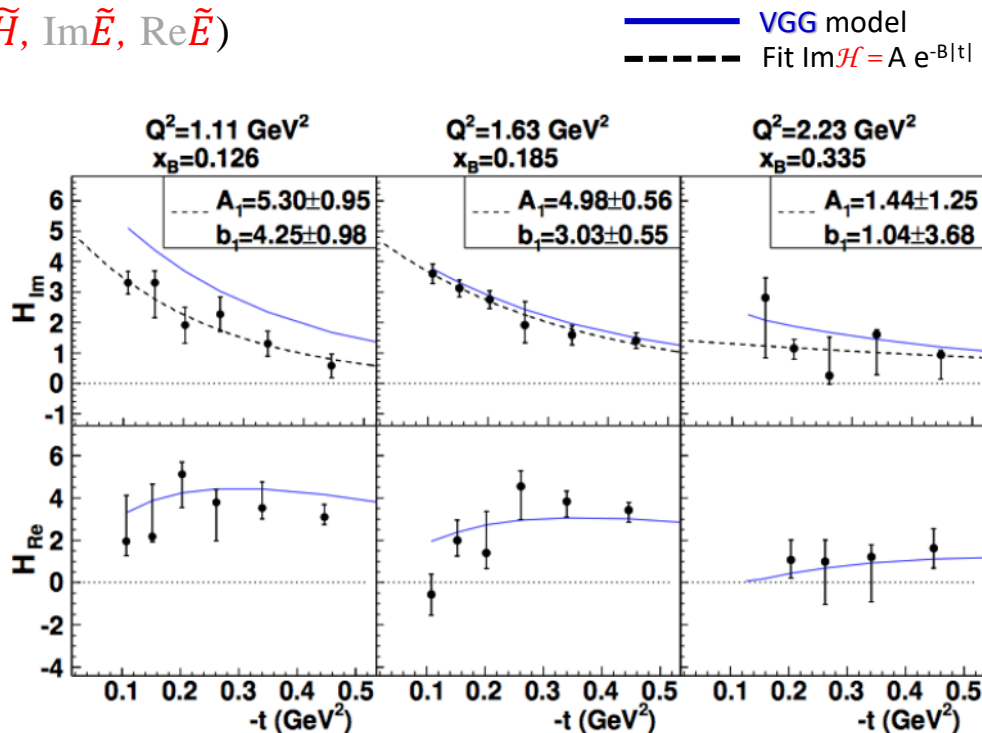 H̃, ImẼ, ReẼ)
VGG model
Fit Imℋ = A e^{-B|t|}
Q²=1.11 GeV²
x_B=0.126
Q²=1.63 GeV²
x_B=0.185
Q²=2.23 GeV²
x_B=0.335
A₁=5.30±0.95
b₁=4.25±0.98
A₁=4.98±0.56
b₁=3.03±0.55
A₁=1.44±1.25
b₁=1.04±3.68
H_Im
6
5
4
3
2
1
0
-1
H_Re
6
4
2
0
-2
-4
0.1 0.2 0.3 0.4 0.5
0.1 0.2 0.3 0.4 0.5
0.1 0.2 0.3 0.4 0.5
-t (GeV²)
-t (GeV²)
-t (GeV²)